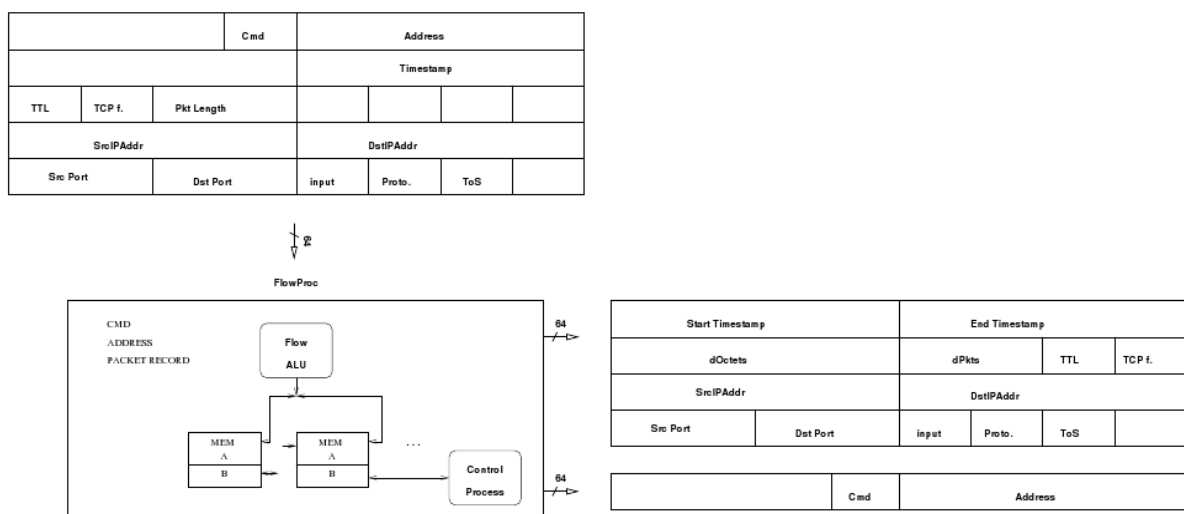 Cmd Address
Timestamp
TTL TCP f. Pkt Length
SrcIPAddr DstIPAddr
Src Port Dst Port input Proto. ToS
64
FlowProc
CMD
ADDRESS
PACKET RECORD
Flow
ALU
MEM
A
B
MEM
A
B
...
Control
Process
64
64
Start Timestamp End Timestamp
dOctets dPkts TTL TCP f.
SrcIPAddr DstIPAddr
Src Port Dst Port input Proto. ToS
Cmd Address